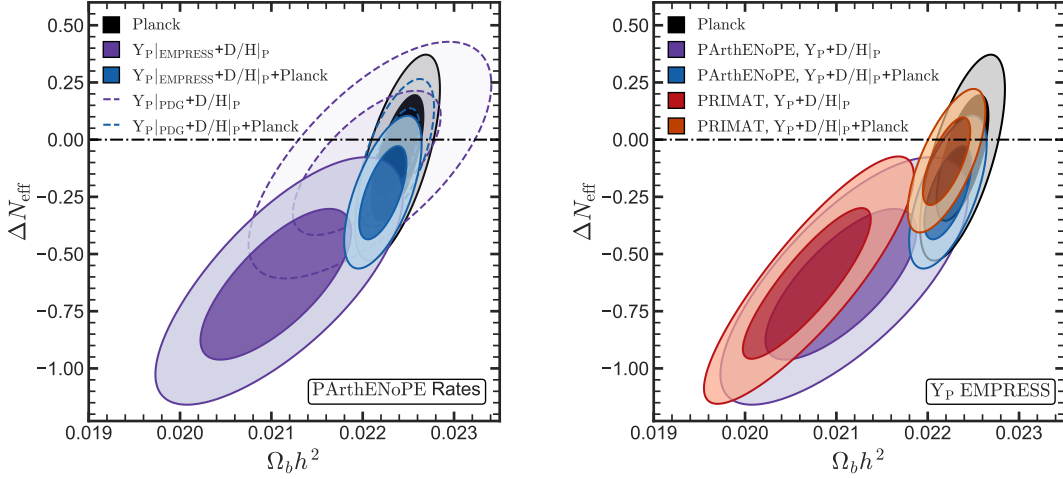 Planck
Y_P|_EMPRESS+D/H|_P
Y_P|_EMPRESS+D/H|_P+Planck
Y_P|_PDG+D/H|_P
Y_P|_PDG+D/H|_P+Planck
0.50
0.25
0.00
−0.25
−0.50
−0.75
−1.00
ΔN_eff
PArthENoPE Rates
0.019 0.020 0.021 0.022 0.023
Ω_b h²
Planck
PArthENoPE, Y_P+D/H|_P
PArthENoPE, Y_P+D/H|_P+Planck
PRIMAT, Y_P+D/H|_P
PRIMAT, Y_P+D/H|_P+Planck
0.50
0.25
0.00
−0.25
−0.50
−0.75
−1.00
ΔN_eff
Y_P EMPRESS
0.019 0.020 0.021 0.022 0.023
Ω_b h²